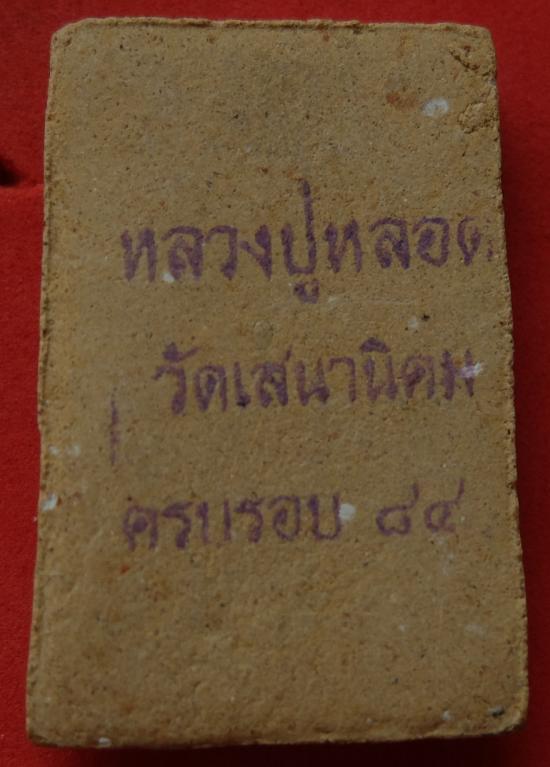 หลวงปู่หลอด
วัดเสนานิคม
ครบรอบ ๘๔